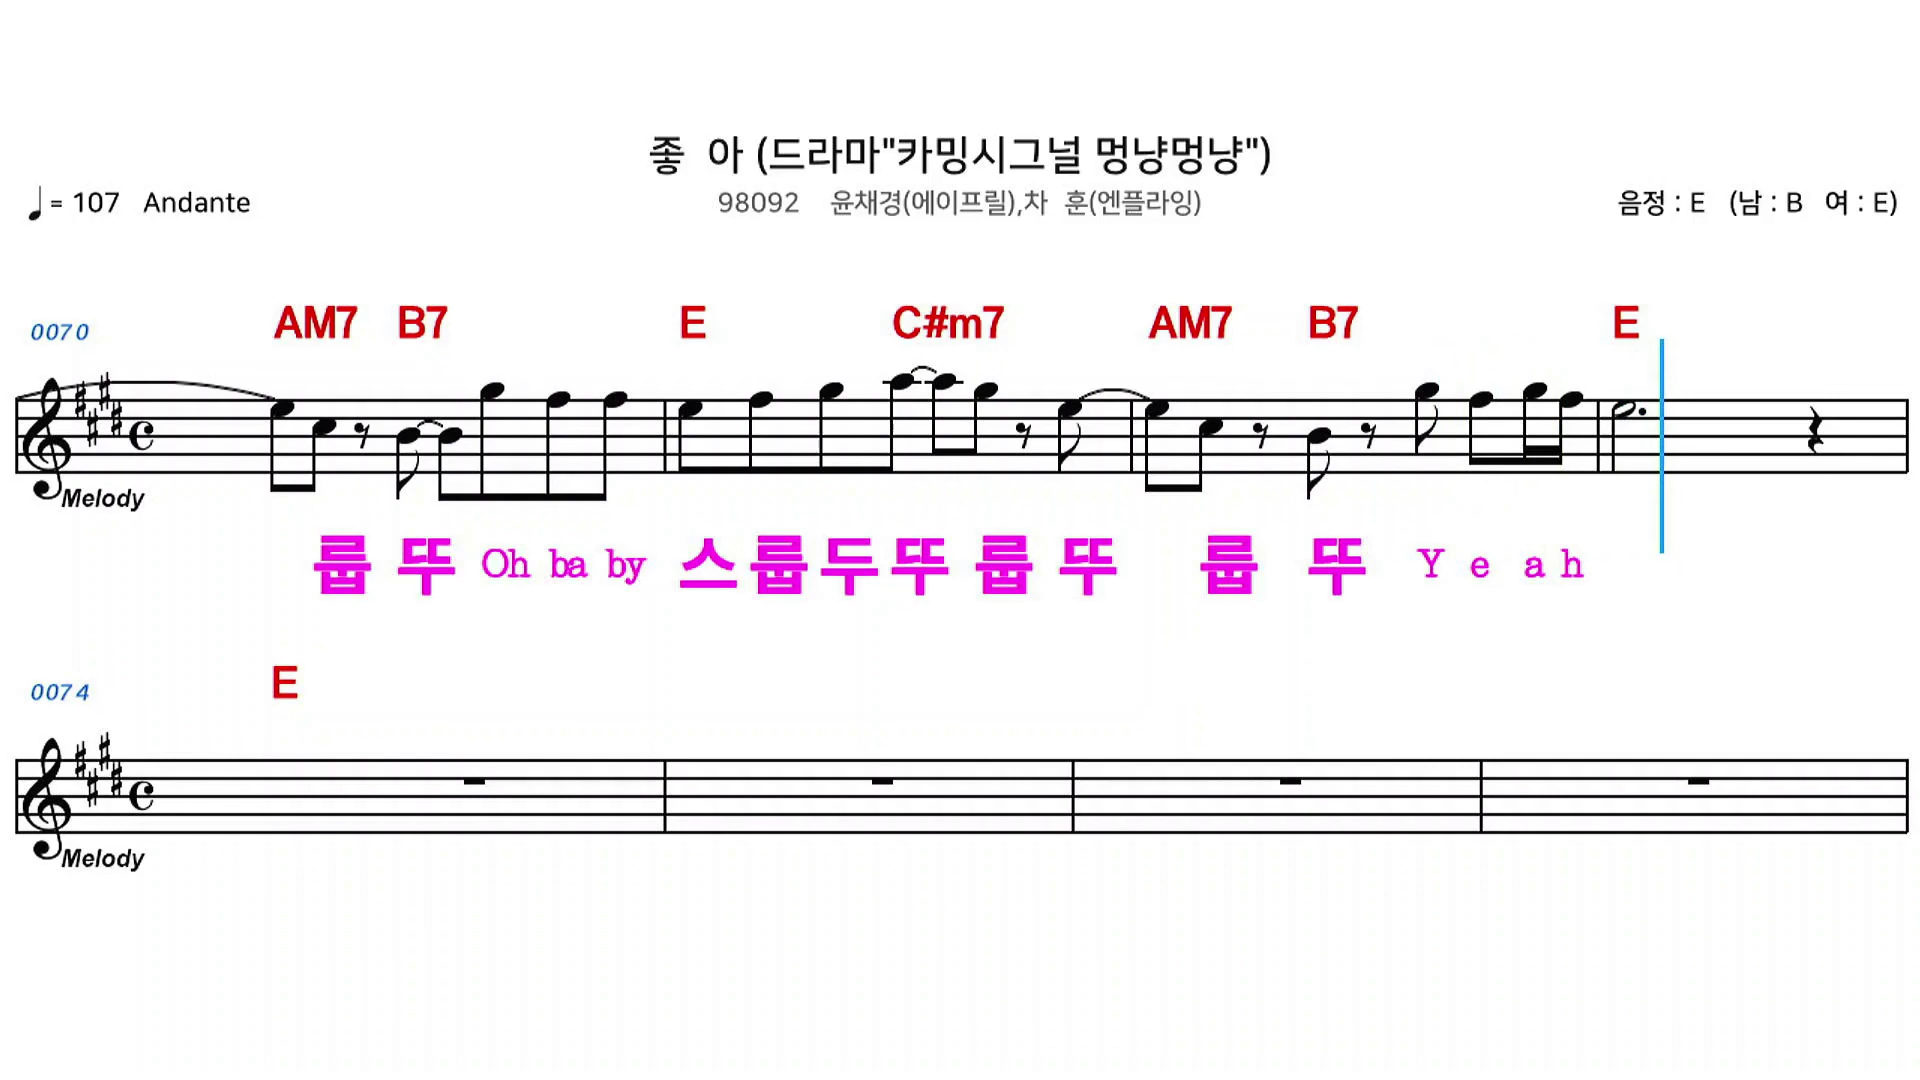 좋 아 (드라마"카밍시그널 멍냥멍냥")
♩= 107 Andante
98092 윤채경(에이프릴),차 훈(엔플라잉)
음정 : E (남 : B 여 : E)
0070
AM7 B7 E C#m7 AM7 B7 E
Melody
룹 뚜 Oh ba by 스 룹 두 뚜 룹 뚜 룹 뚜 Y e a h
0074
E
Melody